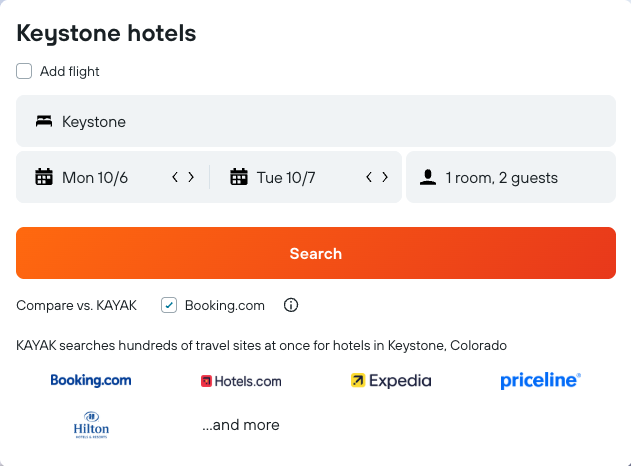 Keystone hotels
Add flight
Keystone
Mon 10/6 Tue 10/7 1 room, 2 guests
Search
Compare vs. KAYAK Booking.com
KAYAK searches hundreds of travel sites at once for hotels in Keystone, Colorado
Booking.com Hotels.com Expedia priceline®
Hilton ...and more
HOTELS & RESORTS